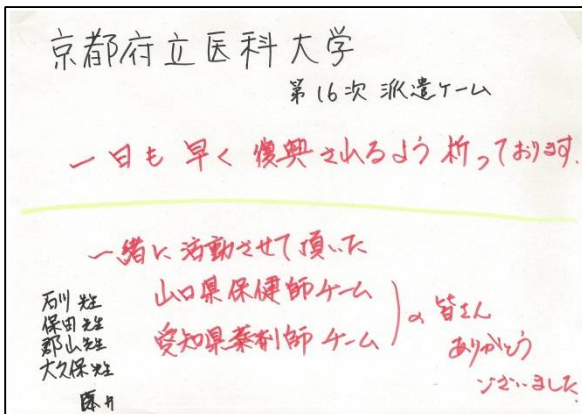 京都府立医科大学
第16次 派遣チーム
一日も早く復興されるよう祈っております.
一緒に活動させて頂いた
山口県保健師チーム
愛知県薬剤師チーム
の皆さん
ありがとう
ございました
石川先生
保田先生
郡山先生
大久保先生
藤井